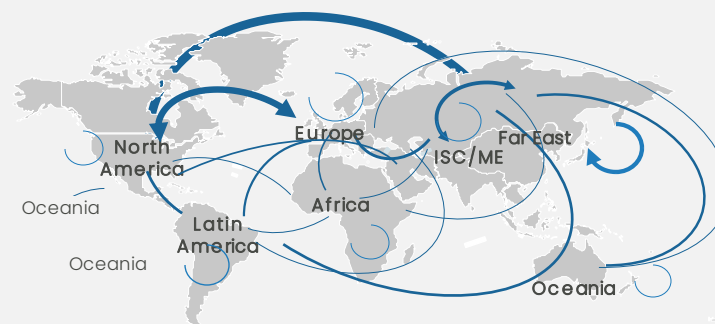 Europe
Far East
North
America
ISC/ME
Oceania
Africa
Latin
America
Oceania
Oceania